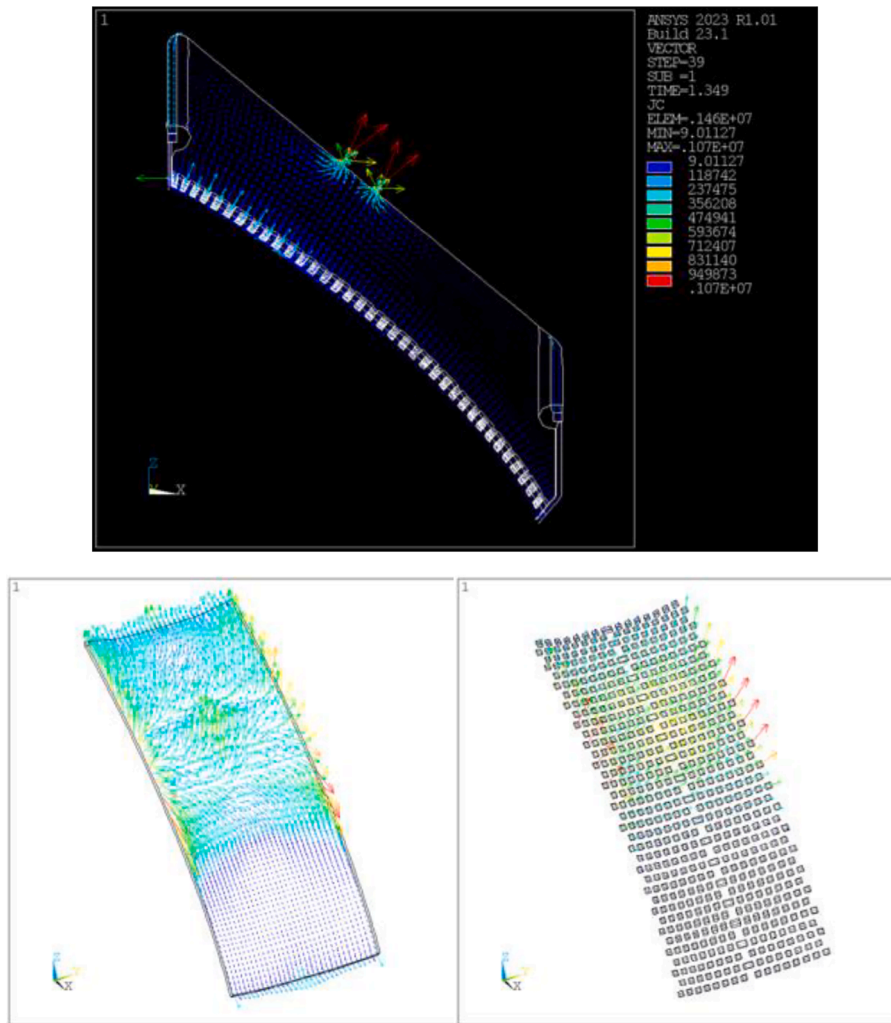 1
ANSYS 2023 R1.01
Build 23.1
VECTOR
STEP=39
SUB =1
TIME=1.349
JC
ELEM=.146E+07
MIN=9.01127
MAX=.107E+07
9.01127
118742
237475
356208
474941
593674
712407
831140
949873
.107E+07
Z
Y X
1
Z
Y
X
1
Z
Y
X